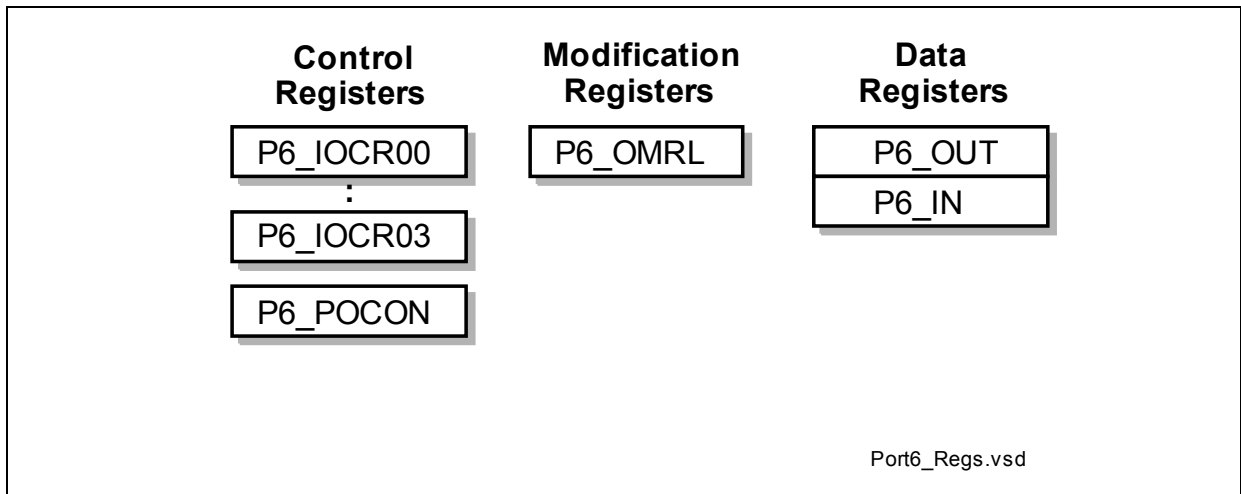 Control
Registers
P6_IOCR00
:
P6_IOCR03
P6_POCON
Modification
Registers
P6_OMRL
Data
Registers
P6_OUT
P6_IN
Port6_Regs.vsd